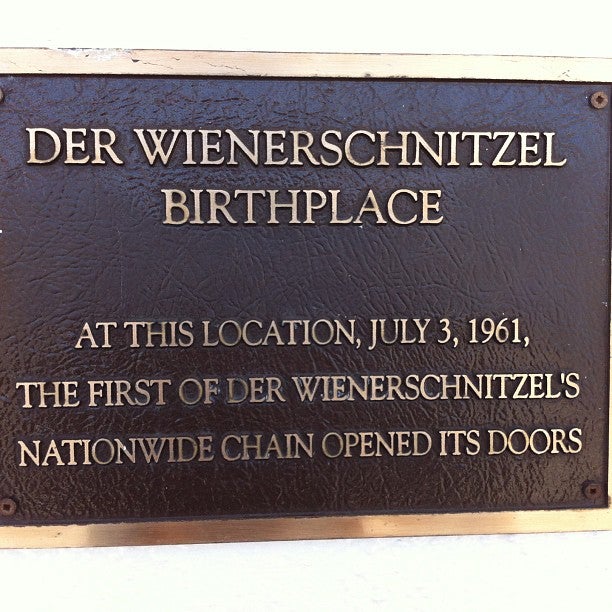 DER WIENERSCHNITZEL
BIRTHPLACE
AT THIS LOCATION, JULY 3, 1961,
THE FIRST OF DER WIENERSCHNITZEL'S
NATIONWIDE CHAIN OPENED ITS DOORS